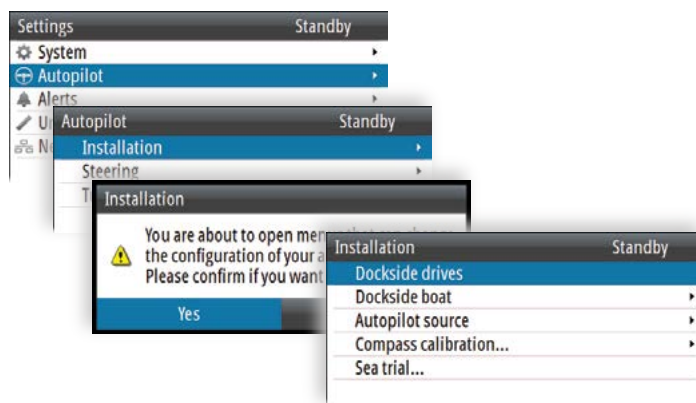 Settings Standby
System
Autopilot
Alerts
Autopilot Standby
Installation
Steering
Installation
You are about to open
the configuration of your
Please confirm if you want
Yes
Installation Standby
Dockside drives
Dockside boat
Autopilot source
Compass calibration...
Sea trial...